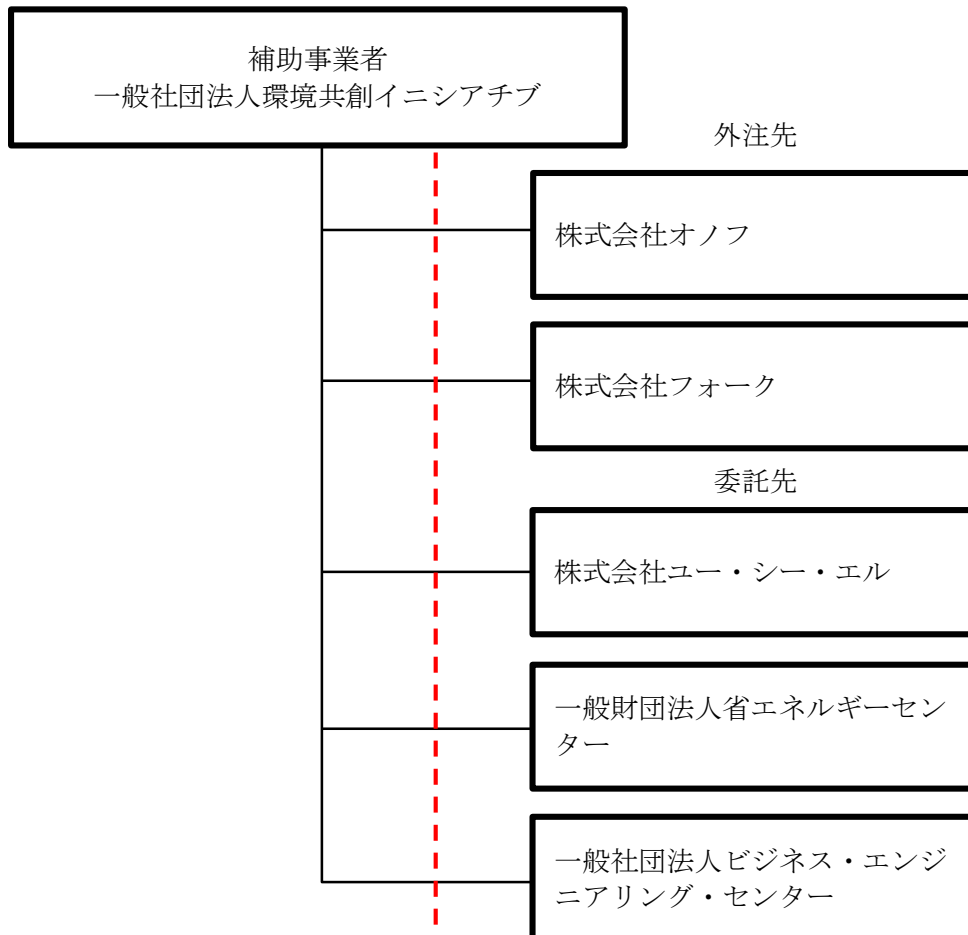 補助事業者
一般社団法人環境共創イニシアチブ
外注先
株式会社オノフ
株式会社フォーク
委託先
株式会社ユー・シー・エル
一般財団法人省エネルギーセン
ター
一般社団法人ビジネス・エンジ
ニアリング・センター